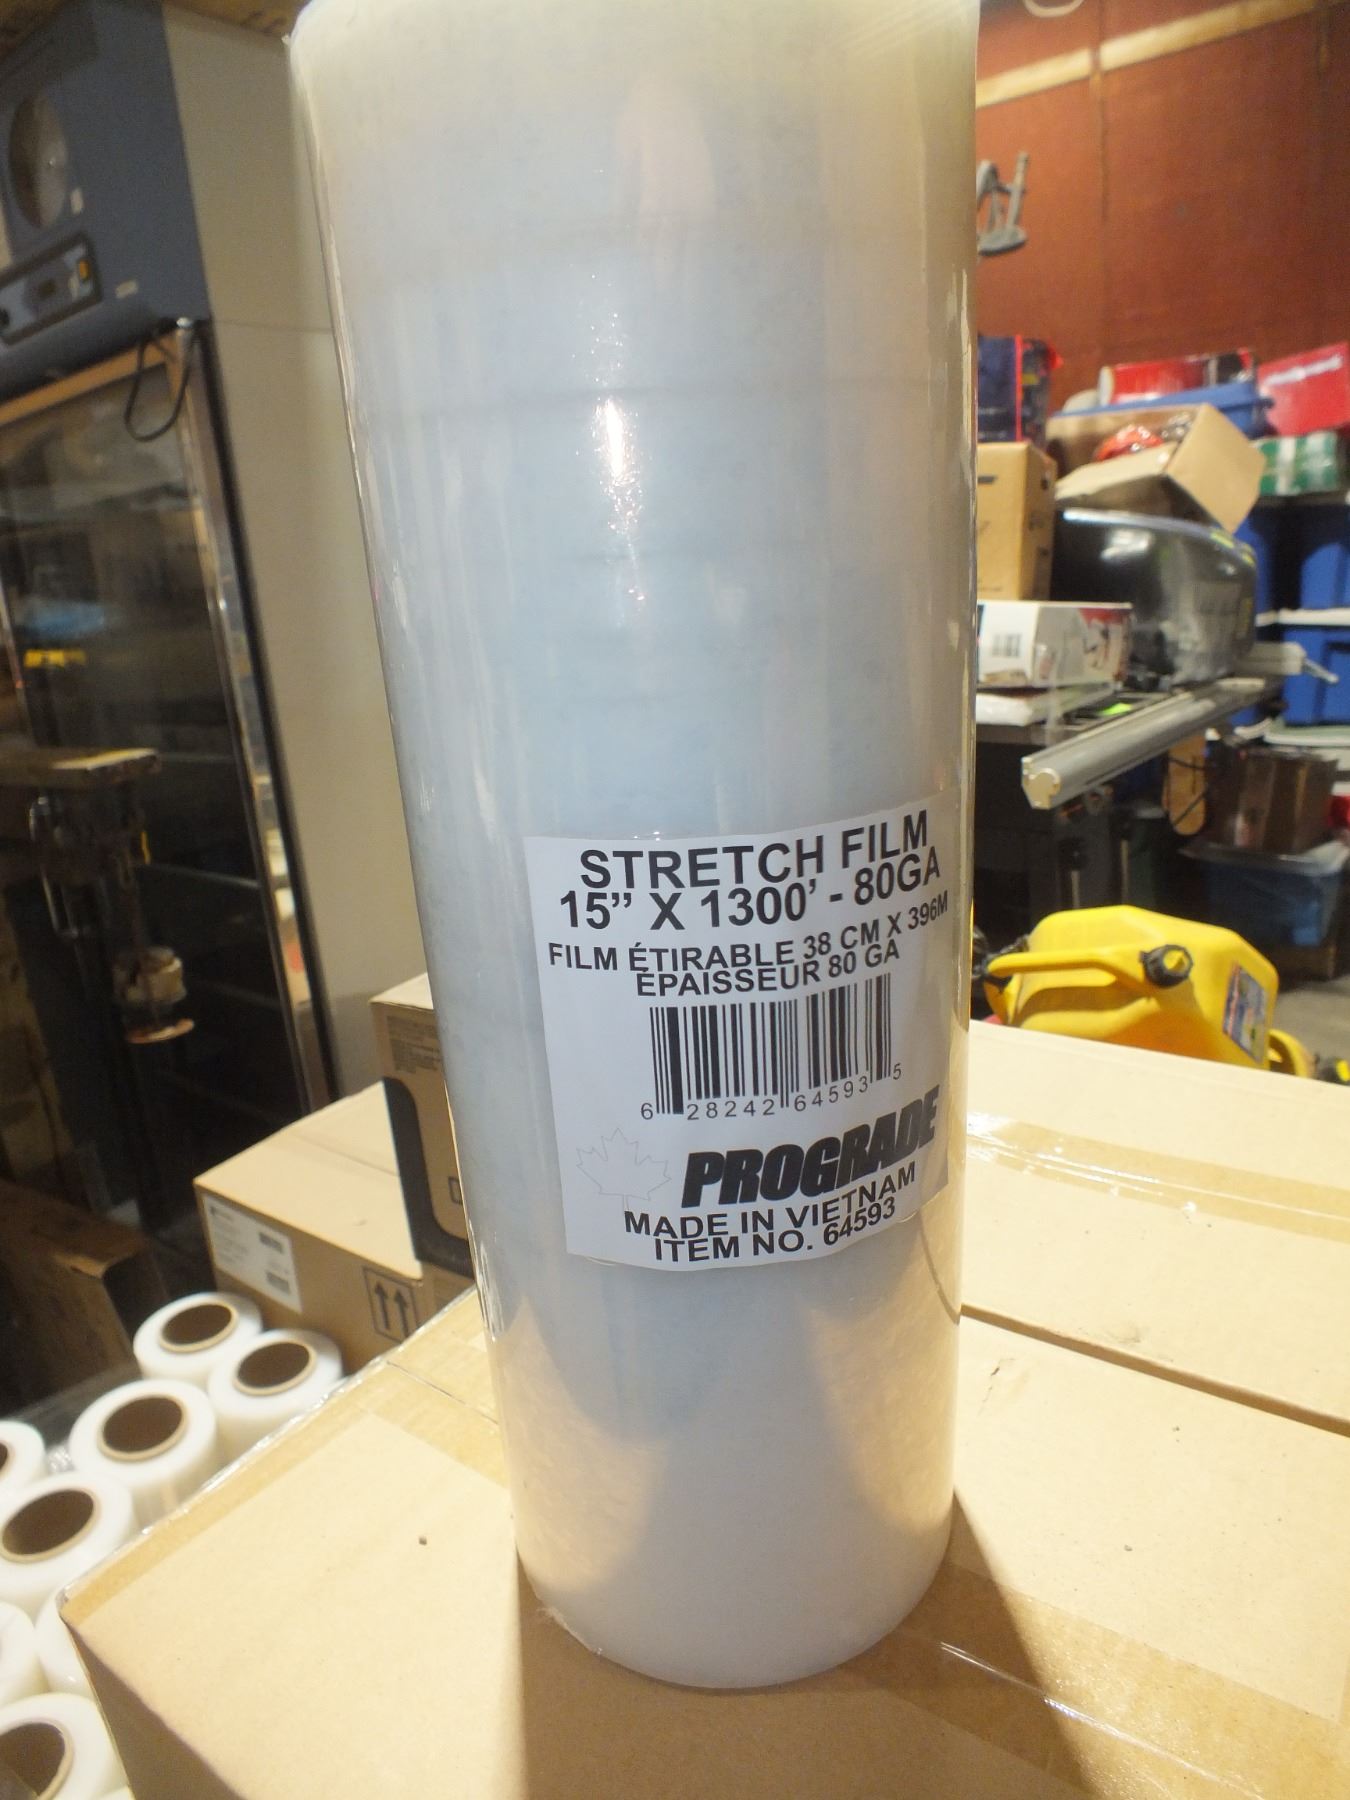 STRETCH FILM
15” X 1300’ - 80GA
FILM ÉTIRABLE 38 CM X 396M
EPAISSEUR 80 GA
6 28242 64593 5
PROGRADE
MADE IN VIETNAM
ITEM NO. 64593